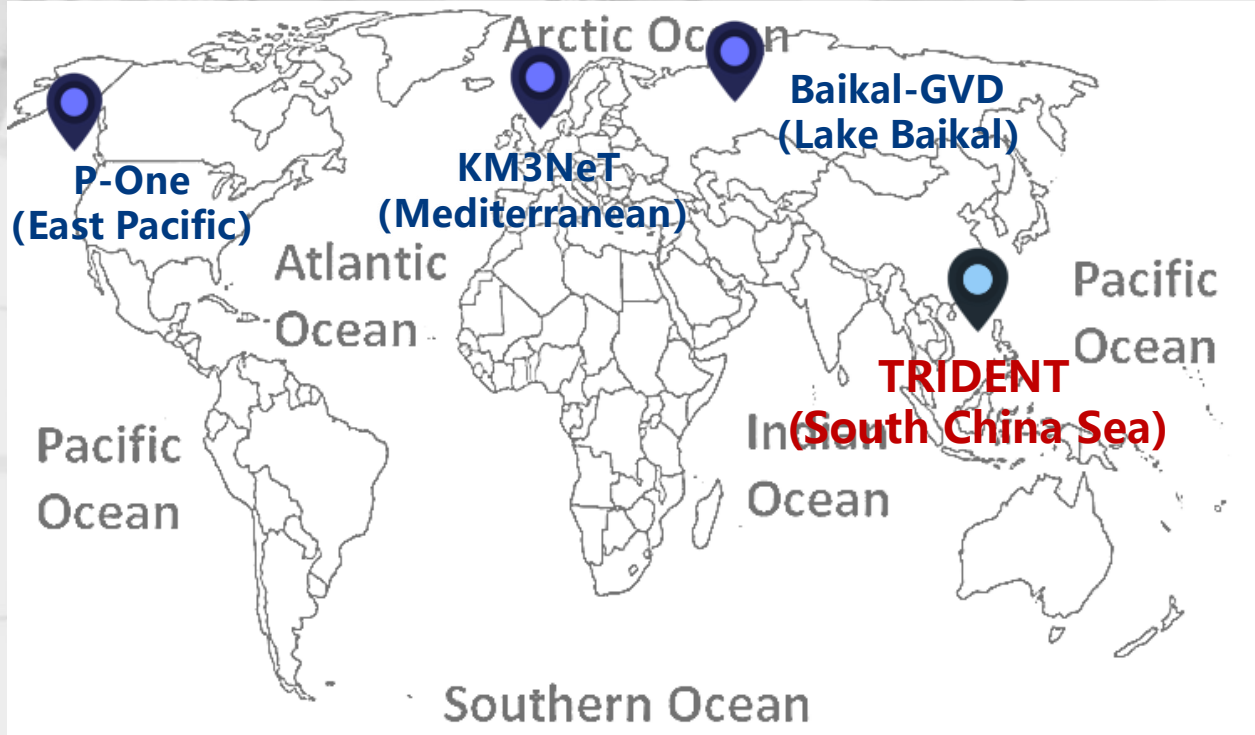 Arctic Ocean
Baikal-GVD
(Lake Baikal)
KM3NeT
(Mediterranean)
P-One
(East Pacific)
Atlantic
Ocean
Pacific
Ocean
TRIDENT
(South China Sea)
Indian
Ocean
Pacific
Ocean
Southern Ocean